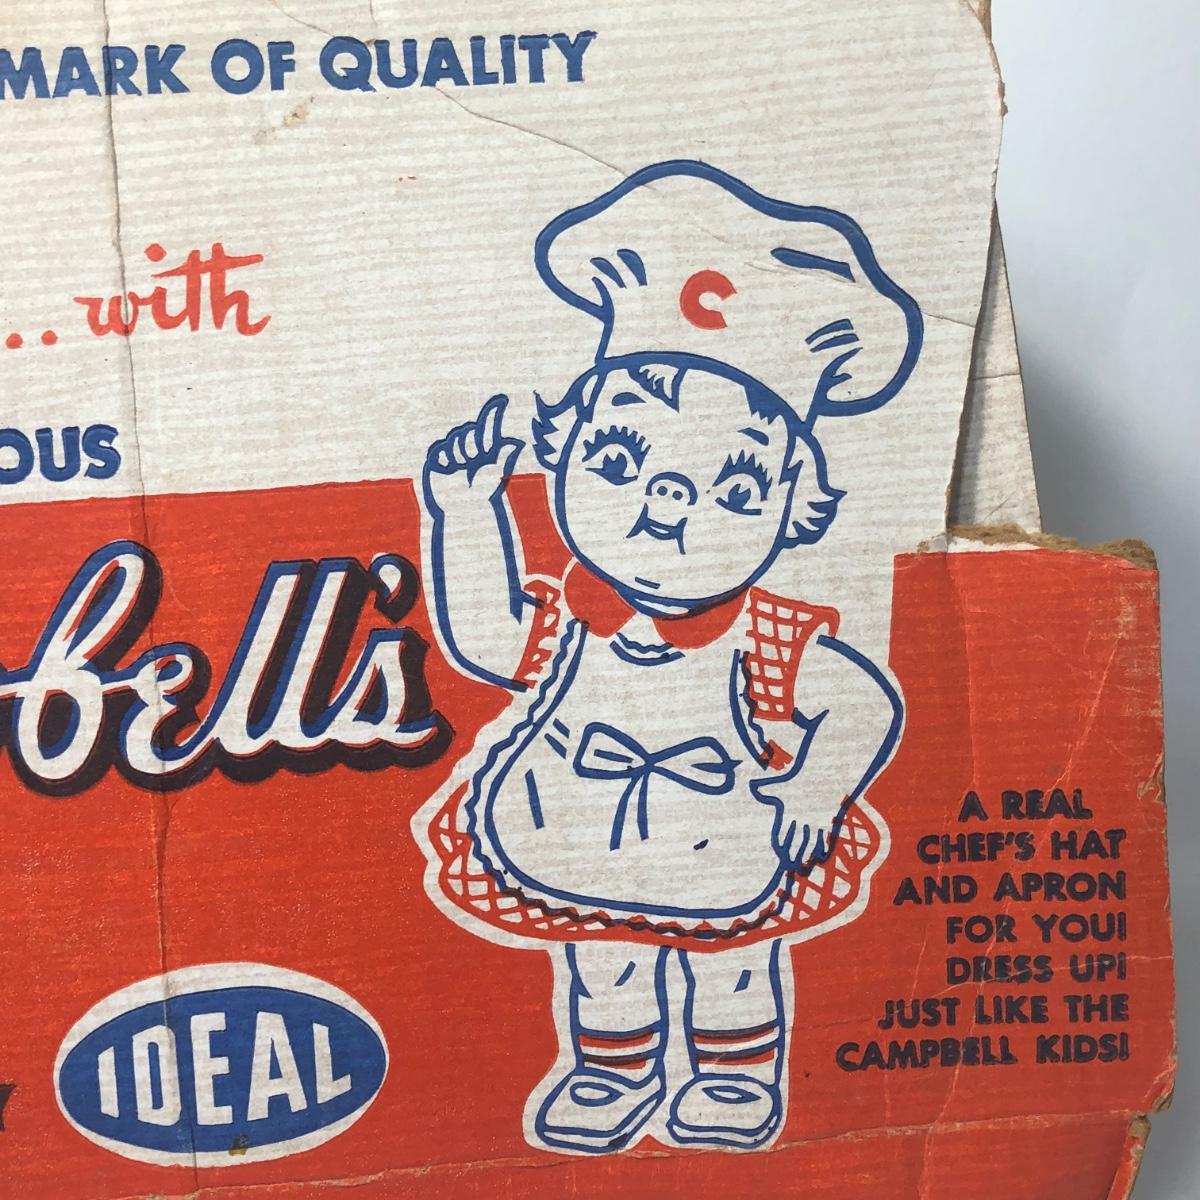 MARK OF QUALITY
...with
OUS
bell's
IDEAL
C
A REAL
CHEF'S HAT
AND APRON
FOR YOU!
DRESS UP!
JUST LIKE THE
CAMPBELL KIDS!